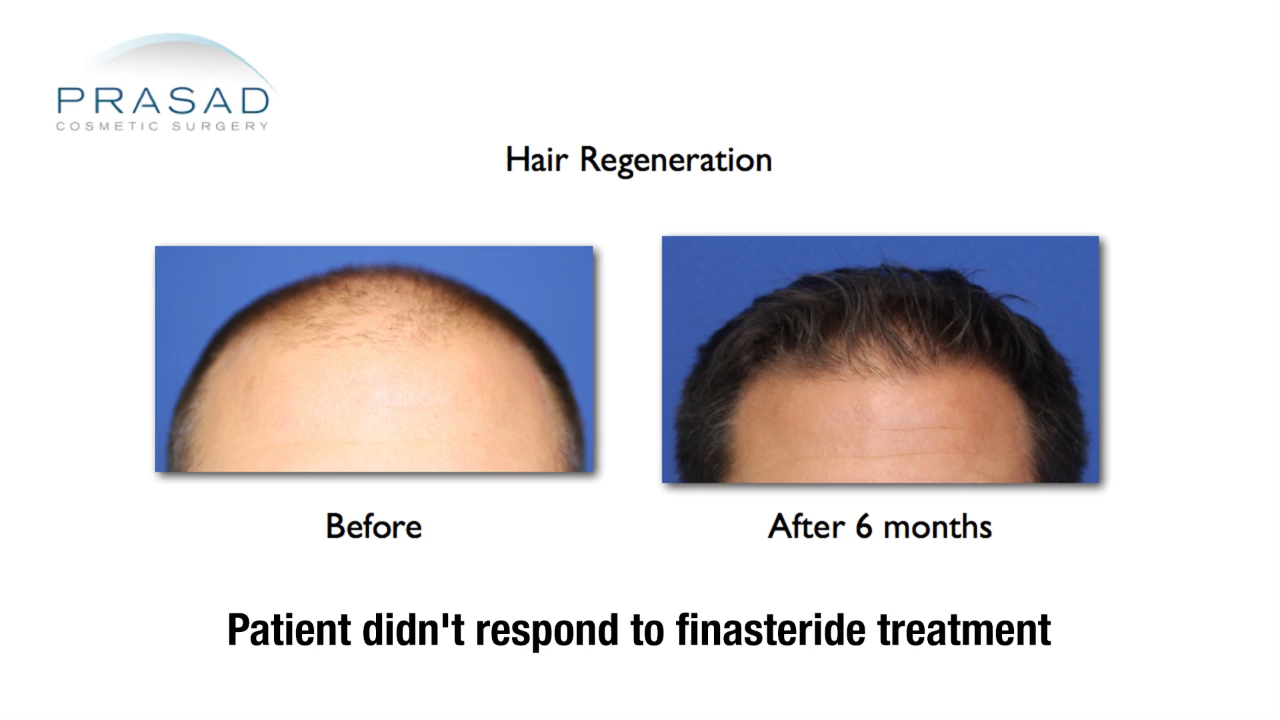 PRASAD
COSMETIC SURGERY
Hair Regeneration
Before
After 6 months
Patient didn't respond to finasteride treatment